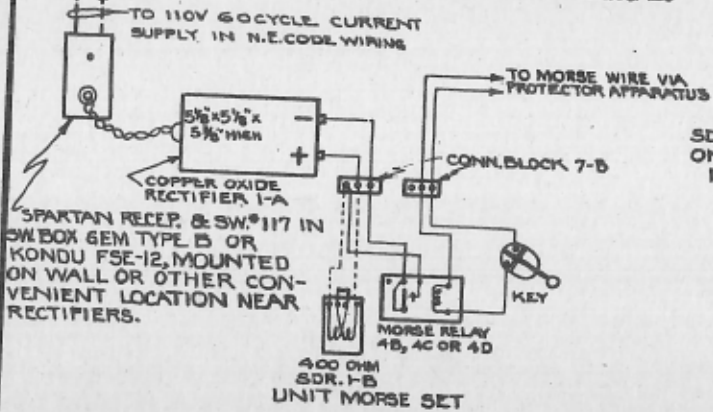 TO 110V 60CYCLE CURRENT
SUPPLY IN N.E.CODE WIRING
TO MORSE WIRE VIA
PROTECTOR APPARATUS
5⅛"x5⅛"x
5⅜"HIGH
−
+
CONN.BLOCK 7-B
COPPER OXIDE
RECTIFIER 1-A
SPARTAN RECEP. & SW.#117 IN
SW.BOX GEM TYPE B OR
KONDU FSE-12, MOUNTED
ON WALL OR OTHER CON-
VENIENT LOCATION NEAR
RECTIFIERS.
KEY
MORSE RELAY
4B, 4C OR 4D
400 OHM
SDR. 1-B
UNIT MORSE SET